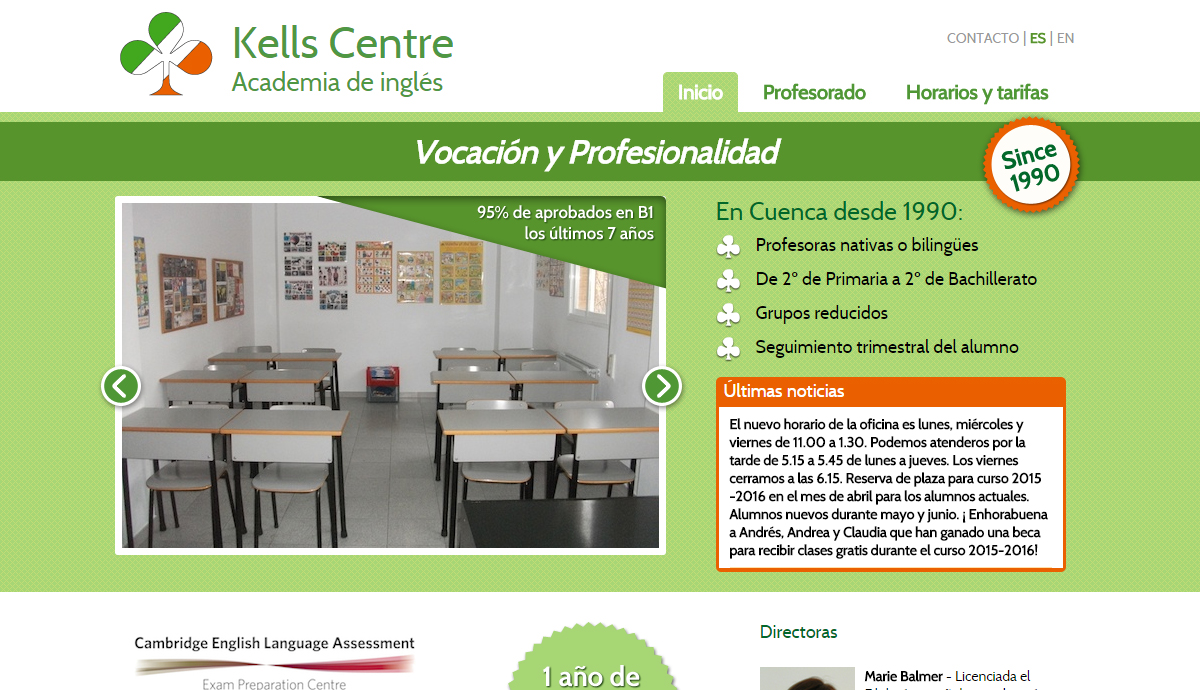 Kells Centre
Academia de inglés
CONTACTO | ES | EN
Inicio
Profesorado
Horarios y tarifas
Vocación y Profesionalidad
Since
1990
95% de aprobados en B1
los últimos 7 años
En Cuenca desde 1990:
Profesoras nativas o bilingües
De 2º de Primaria a 2º de Bachillerato
Grupos reducidos
Seguimiento trimestral del alumno
Últimas noticias
El nuevo horario de la oficina es lunes, miércoles y
viernes de 11.00 a 1.30. Podemos atenderos por la
tarde de 5.15 a 5.45 de lunes a jueves. Los viernes
cerramos a las 6.15. Reserva de plaza para curso 2015
-2016 en el mes de abril para los alumnos actuales.
Alumnos nuevos durante mayo y junio. ¡ Enhorabuena
a Andrés, Andrea y Claudia que han ganado una beca
para recibir clases gratis durante el curso 2015-2016!
Cambridge English Language Assessment
Exam Preparation Centre
1 año de
Directoras
Marie Balmer - Licenciada el